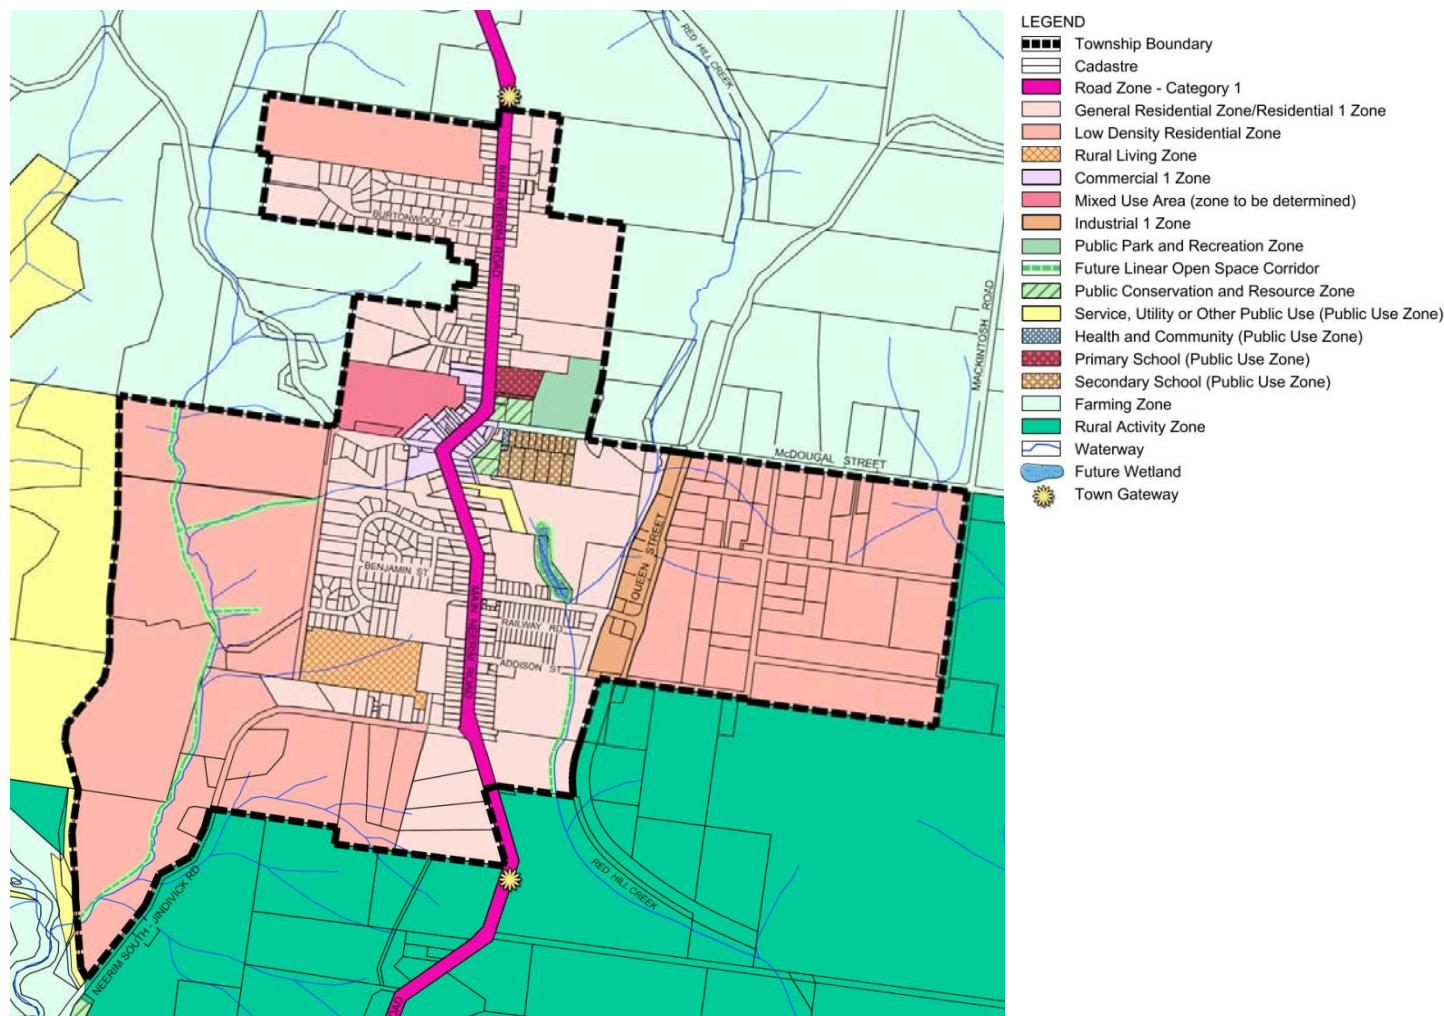 RED HILL CREEK
MAIN NEERIM ROAD
BURTONWOOD CT
MACKINTOSH ROAD
McDOUGAL STREET
QUEEN STREET
BENJAMIN ST
MAIN NEERIM ROAD
RAILWAY RD
ADDISON ST
RED HILL CREEK
NEERIM SOUTH - JINDIVICK RD
OAD
LEGEND
Township Boundary
Cadastre
Road Zone - Category 1
General Residential Zone/Residential 1 Zone
Low Density Residential Zone
Rural Living Zone
Commercial 1 Zone
Mixed Use Area (zone to be determined)
Industrial 1 Zone
Public Park and Recreation Zone
Future Linear Open Space Corridor
Public Conservation and Resource Zone
Service, Utility or Other Public Use (Public Use Zone)
Health and Community (Public Use Zone)
Primary School (Public Use Zone)
Secondary School (Public Use Zone)
Farming Zone
Rural Activity Zone
Waterway
Future Wetland
Town Gateway